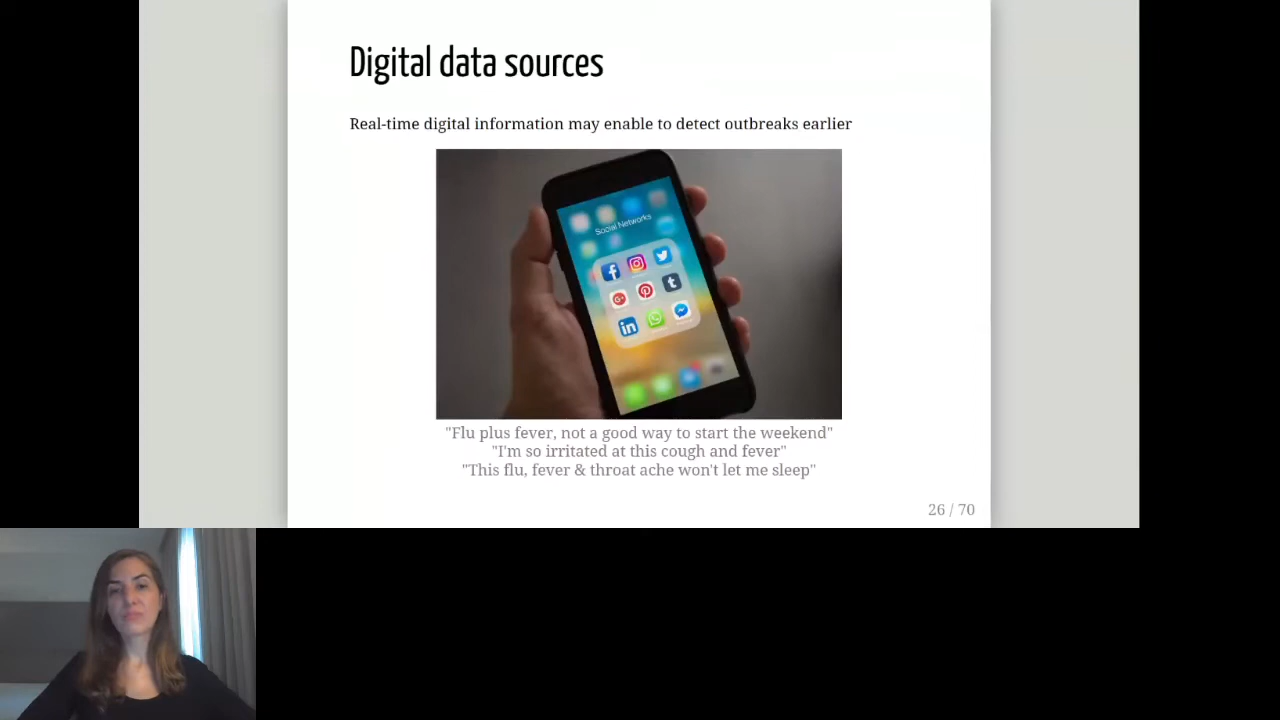 Digital data sources
Real-time digital information may enable to detect outbreaks earlier
Social Networks
"Flu plus fever, not a good way to start the weekend"
"I'm so irritated at this cough and fever"
"This flu, fever & throat ache won't let me sleep"
26 / 70